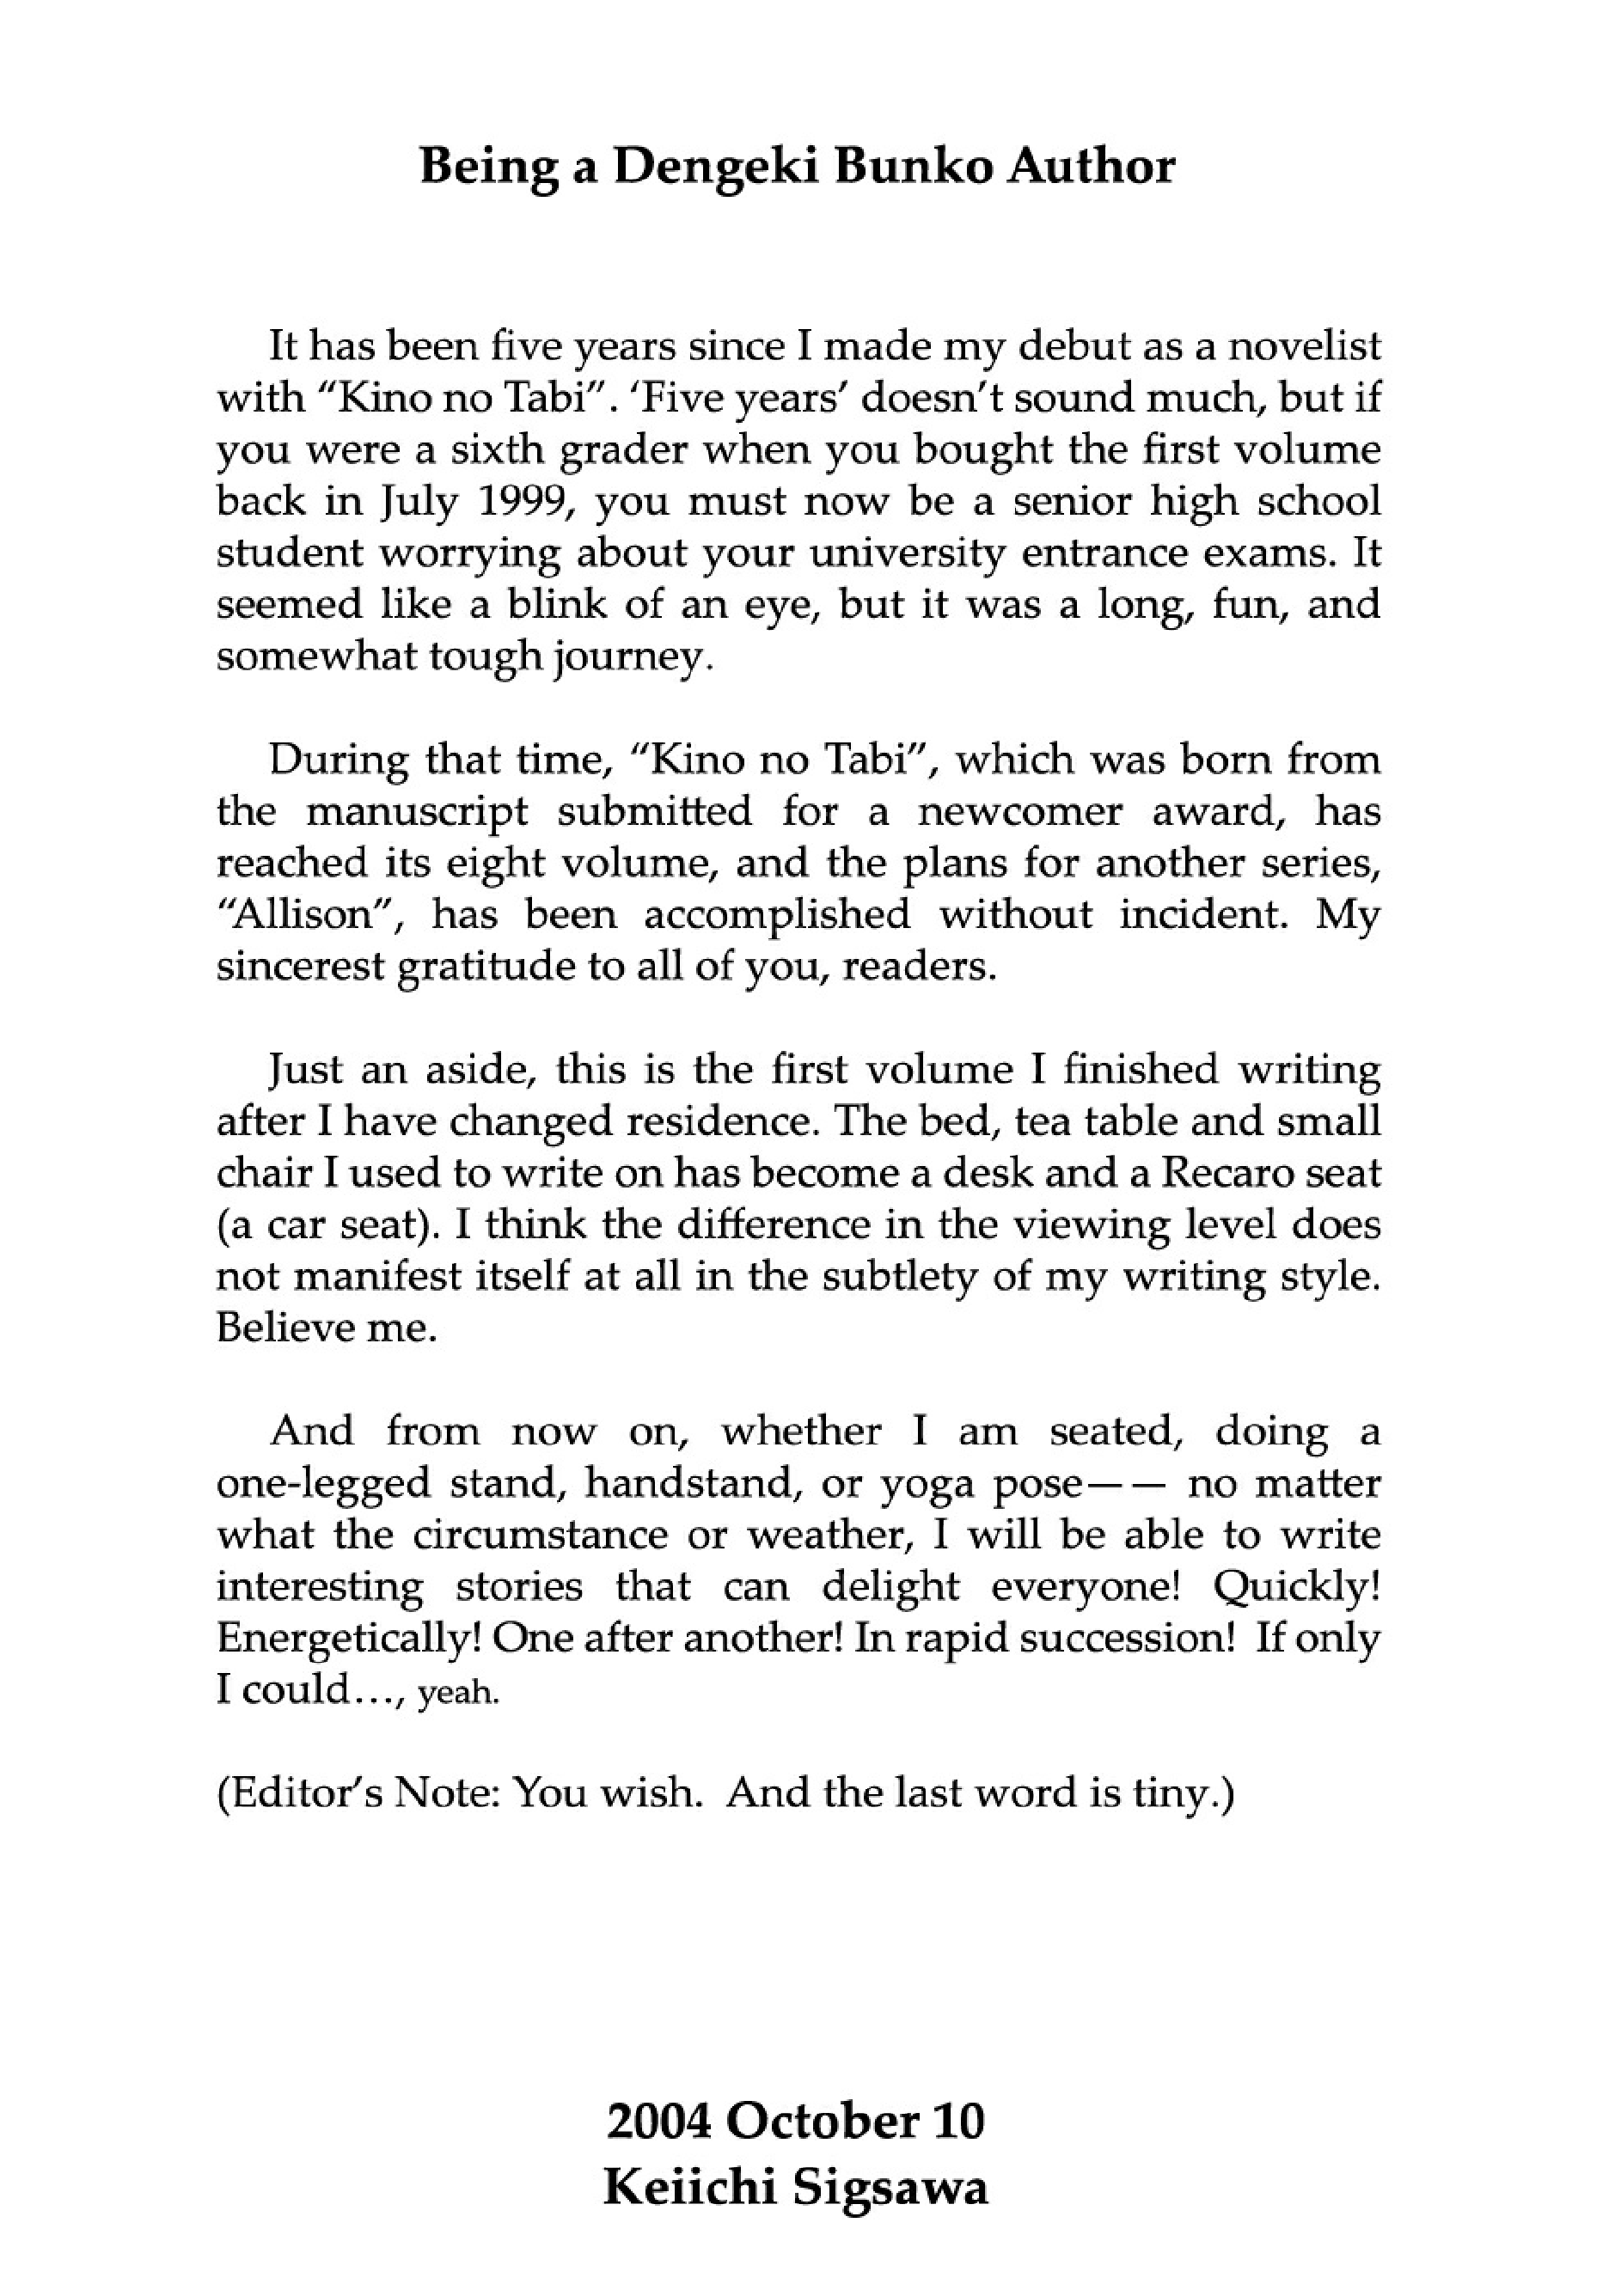 Being a Dengeki Bunko Author
It has been five years since I made my debut as a novelist
with “Kino no Tabi”. ‘Five years’ doesn’t sound much, but if
you were a sixth grader when you bought the first volume
back in July 1999, you must now be a senior high school
student worrying about your university entrance exams. It
seemed like a blink of an eye, but it was a long, fun, and
somewhat tough journey.
During that time, “Kino no Tabi”, which was born from
the manuscript submitted for a newcomer award, has
reached its eight volume, and the plans for another series,
“Allison”, has been accomplished without incident. My
sincerest gratitude to all of you, readers.
Just an aside, this is the first volume I finished writing
after I have changed residence. The bed, tea table and small
chair I used to write on has become a desk and a Recaro seat
(a car seat). I think the difference in the viewing level does
not manifest itself at all in the subtlety of my writing style.
Believe me.
And from now on, whether I am seated, doing a
one-legged stand, handstand, or yoga pose—— no matter
what the circumstance or weather, I will be able to write
interesting stories that can delight everyone! Quickly!
Energetically! One after another! In rapid succession! If only
I could…, yeah.
(Editor’s Note: You wish. And the last word is tiny.)
2004 October 10
Keiichi Sigsawa